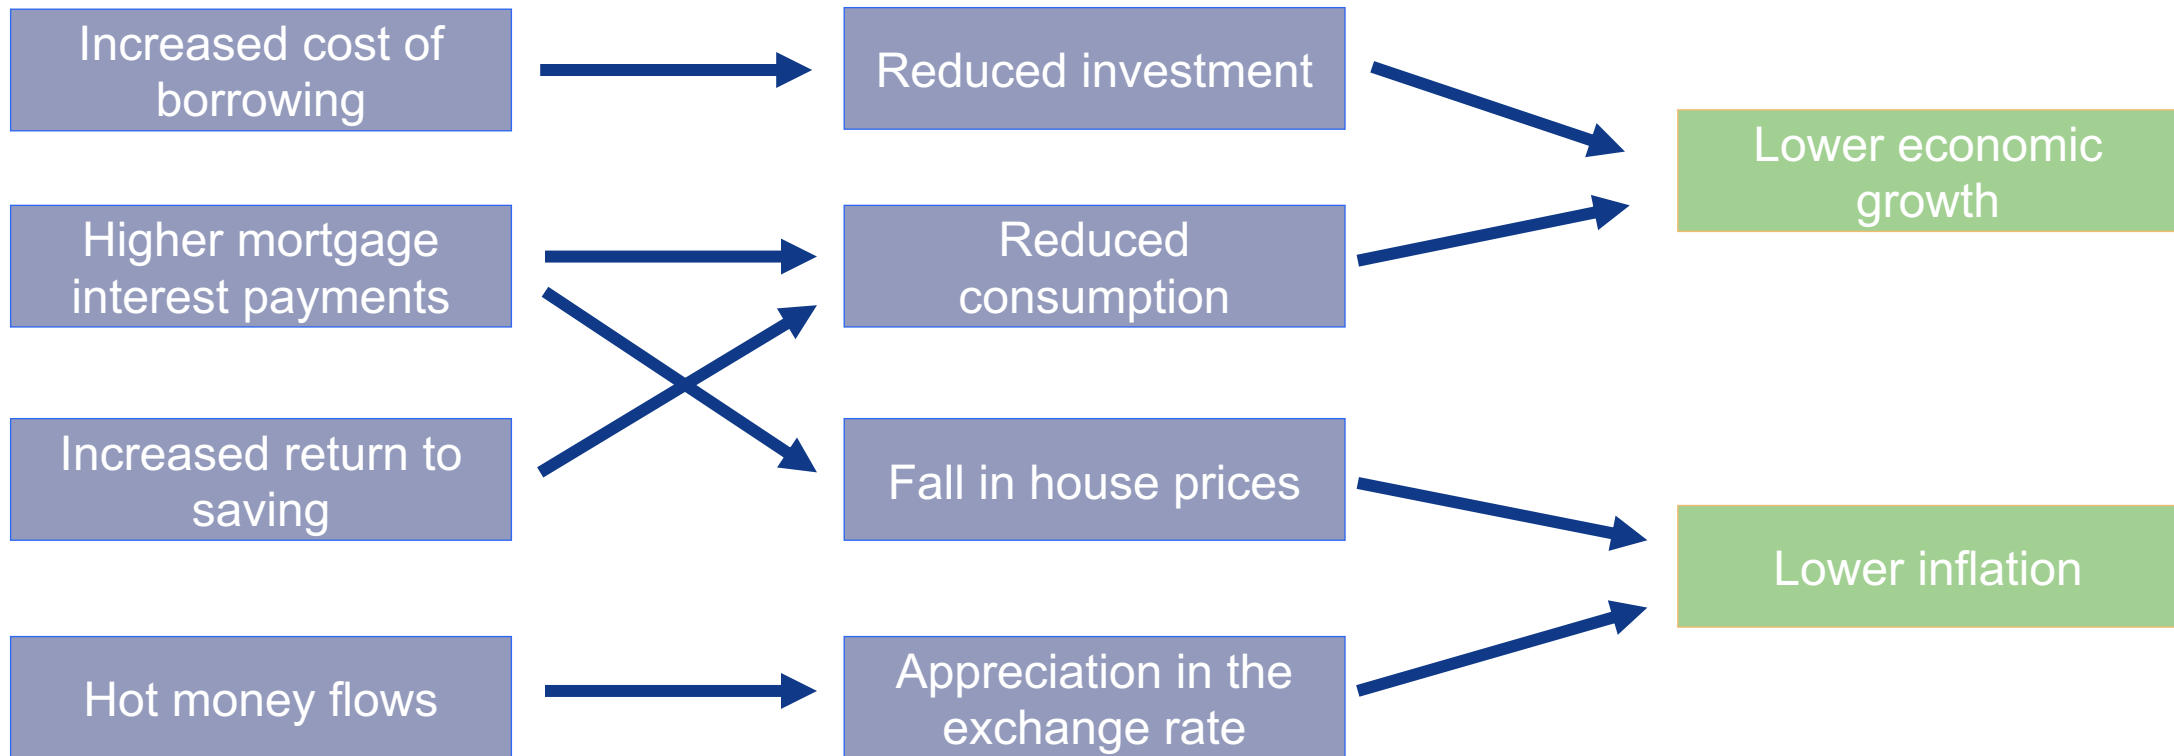 Increased cost of
borrowing
Reduced investment
Lower economic
growth
Higher mortgage
interest payments
Reduced
consumption
Increased return to
saving
Fall in house prices
Lower inflation
Hot money flows
Appreciation in the
exchange rate